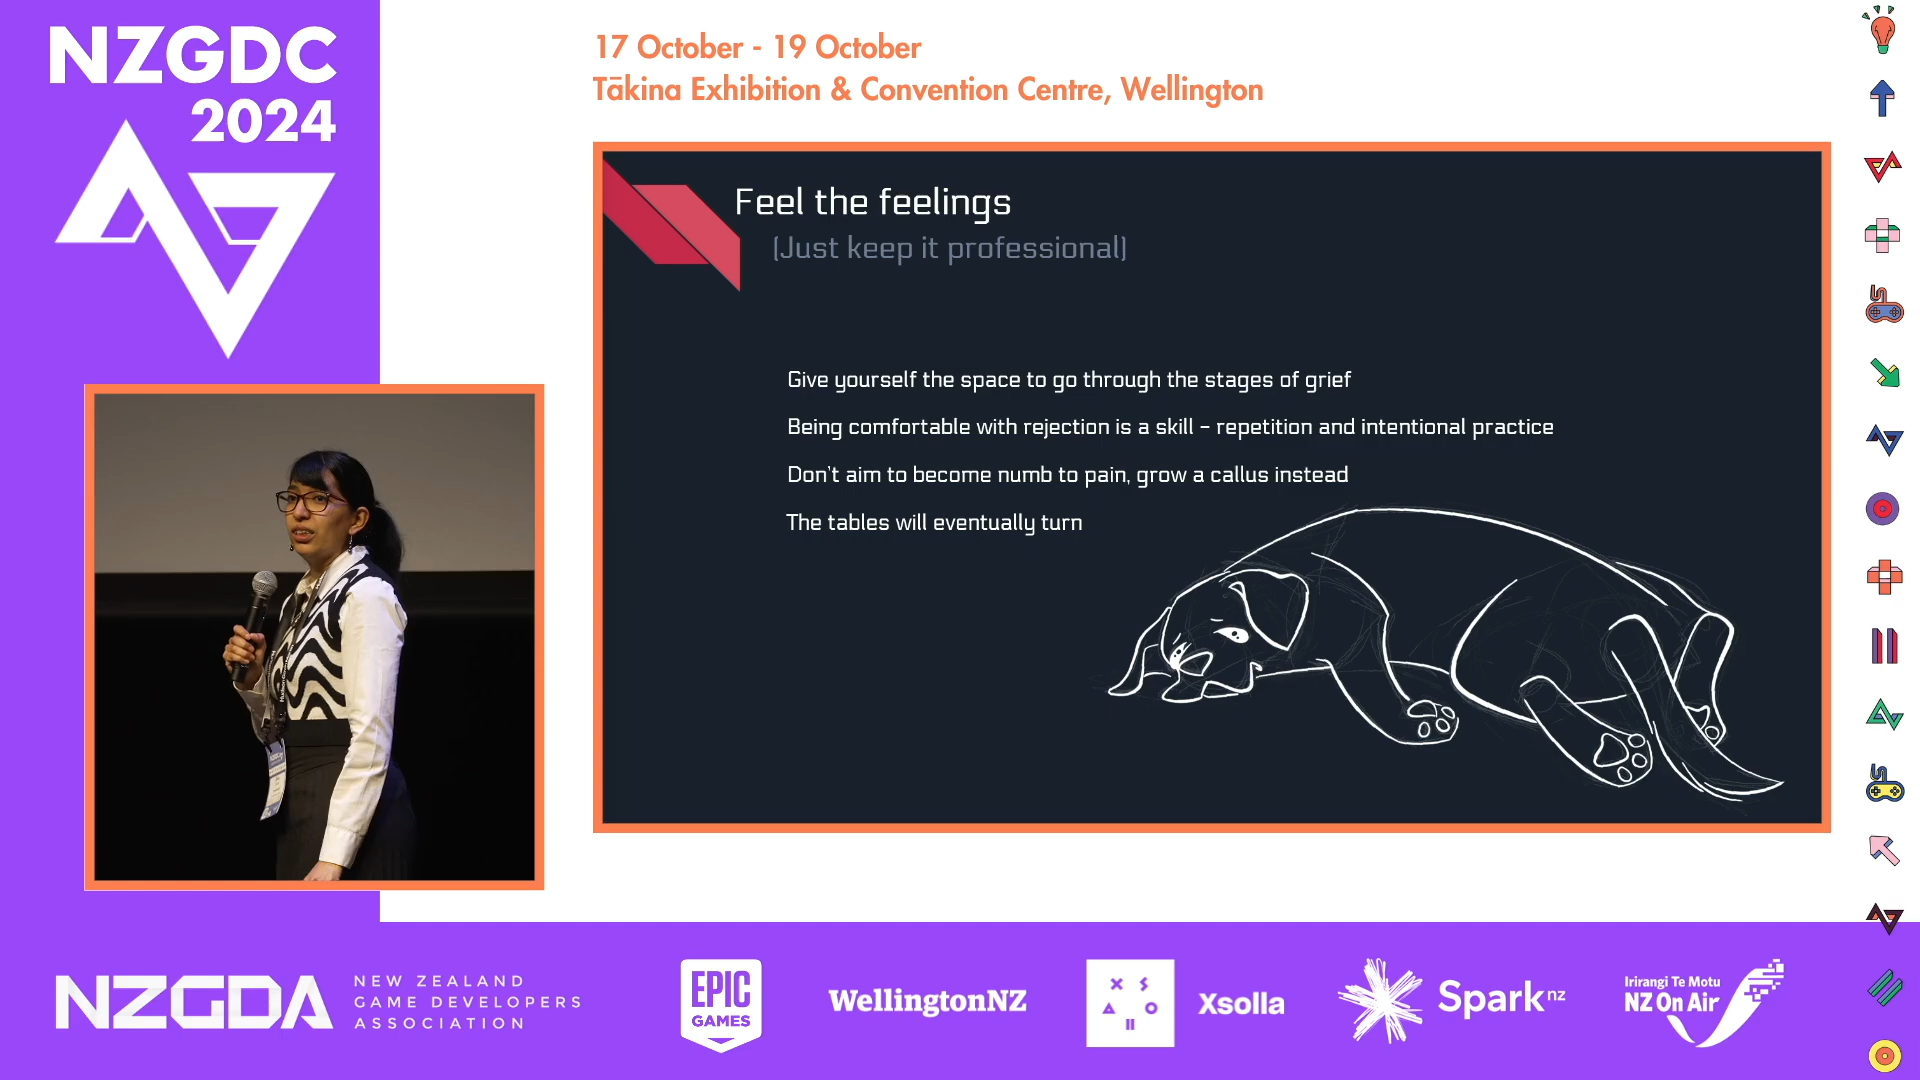 NZGDC
2024
17 October - 19 October
Tākina Exhibition & Convention Centre, Wellington
Feel the feelings
(Just keep it professional)
Give yourself the space to go through the stages of grief
Being comfortable with rejection is a skill - repetition and intentional practice
Don't aim to become numb to pain, grow a callus instead
The tables will eventually turn
NZGDA
NEW ZEALAND
GAME DEVELOPERS
ASSOCIATION
EPIC
GAMES
WellingtonNZ
Xsolla
Spark nz
Irirangi Te Motu
NZ On Air